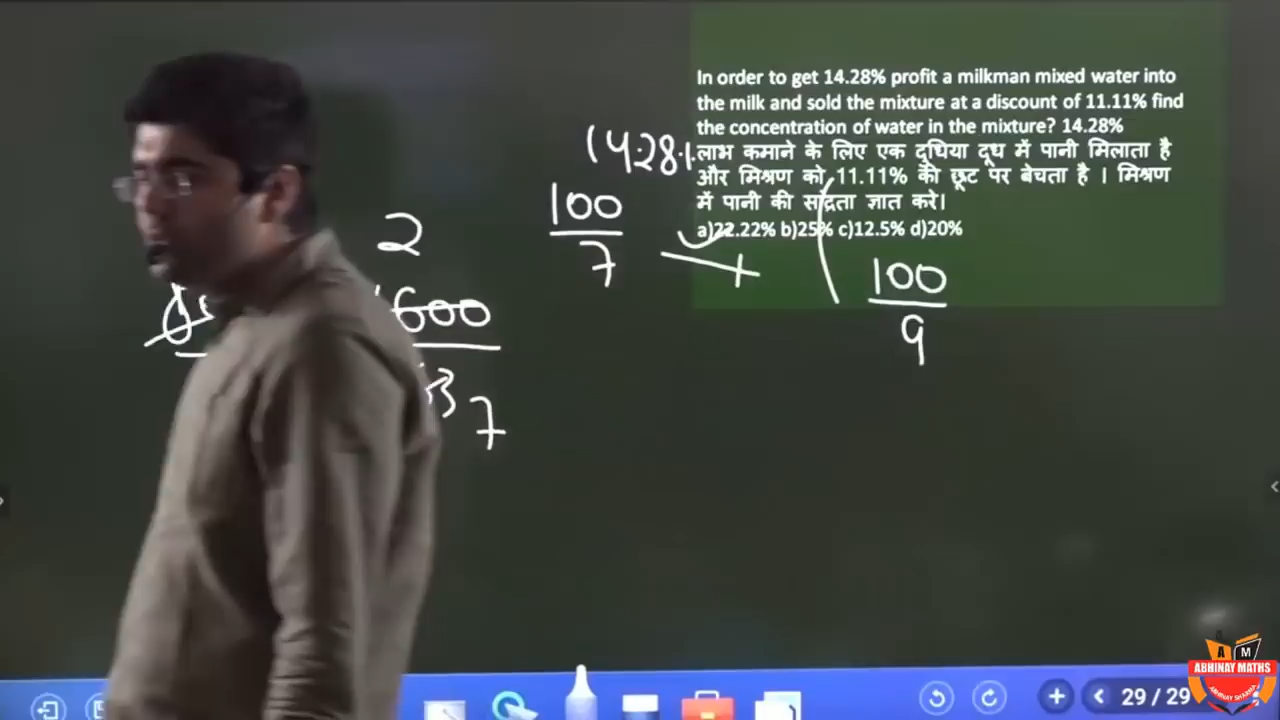 In order to get 14.28% profit a milkman mixed water into
the milk and sold the mixture at a discount of 11.11% find
the concentration of water in the mixture? 14.28%
लाभ कमाने के लिए एक दुधिया दूध में पानी मिलाता है
और मिश्रण को 11.11% की छूट पर बेचता है । मिश्रण
में पानी की सांद्रता ज्ञात करे।
a)22.22% b)25% c)12.5% d)20%
14.28%
100
7
100
9
2
600
7
29 / 29
A M
ABHINAY MATHS
ABHINAY SHARMA